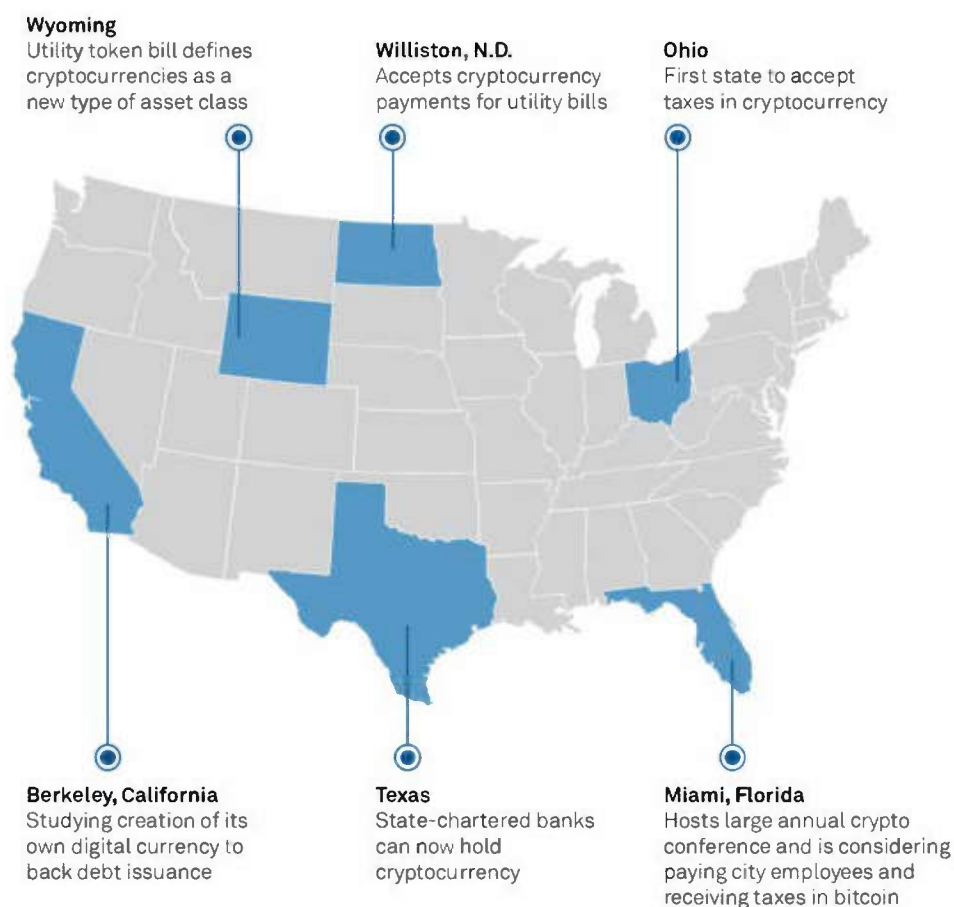 Wyoming
Utility token bill defines
cryptocurrencies as a
new type of asset class
Williston, N.D.
Accepts cryptocurrency
payments for utility bills
Ohio
First state to accept
taxes in cryptocurrency
Berkeley, California
Studying creation of its
own digital currency to
back debt issuance
Texas
State-chartered banks
can now hold
cryptocurrency
Miami, Florida
Hosts large annual crypto
conference and is considering
paying city employees and
receiving taxes in bitcoin